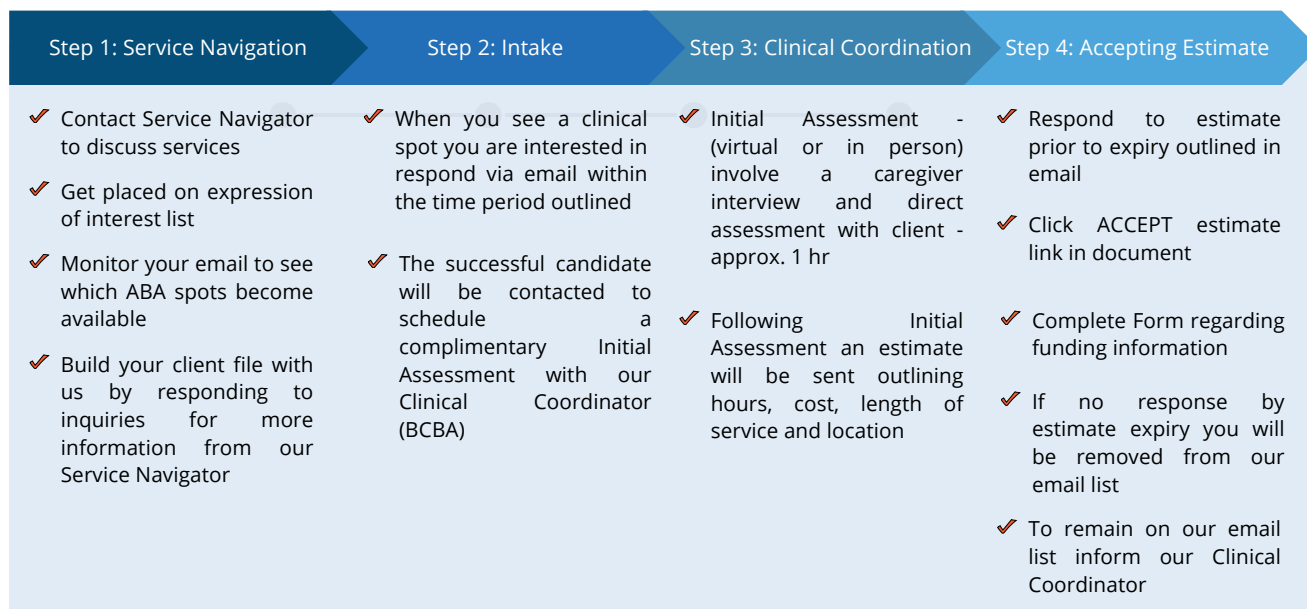 Step 1: Service Navigation
Step 2: Intake
Step 3: Clinical Coordination
Step 4: Accepting Estimate
Contact Service Navigator
to discuss services
Get placed on expression
of interest list
Monitor your email to see
which ABA spots become
available
Build your client file with
us by responding to
inquiries for more
information from our
Service Navigator
When you see a clinical
spot you are interested in
respond via email within
the time period outlined
The successful candidate
will be contacted to
schedule a
complimentary Initial
Assessment with our
Clinical Coordinator
(BCBA)
Initial Assessment -
(virtual or in person)
involve a caregiver
interview and direct
assessment with client -
approx. 1 hr
Following Initial
Assessment an estimate
will be sent outlining
hours, cost, length of
service and location
Respond to estimate
prior to expiry outlined in
email
Click ACCEPT estimate
link in document
Complete Form regarding
funding information
If no response by
estimate expiry you will
be removed from our
email list
To remain on our email
list inform our Clinical
Coordinator